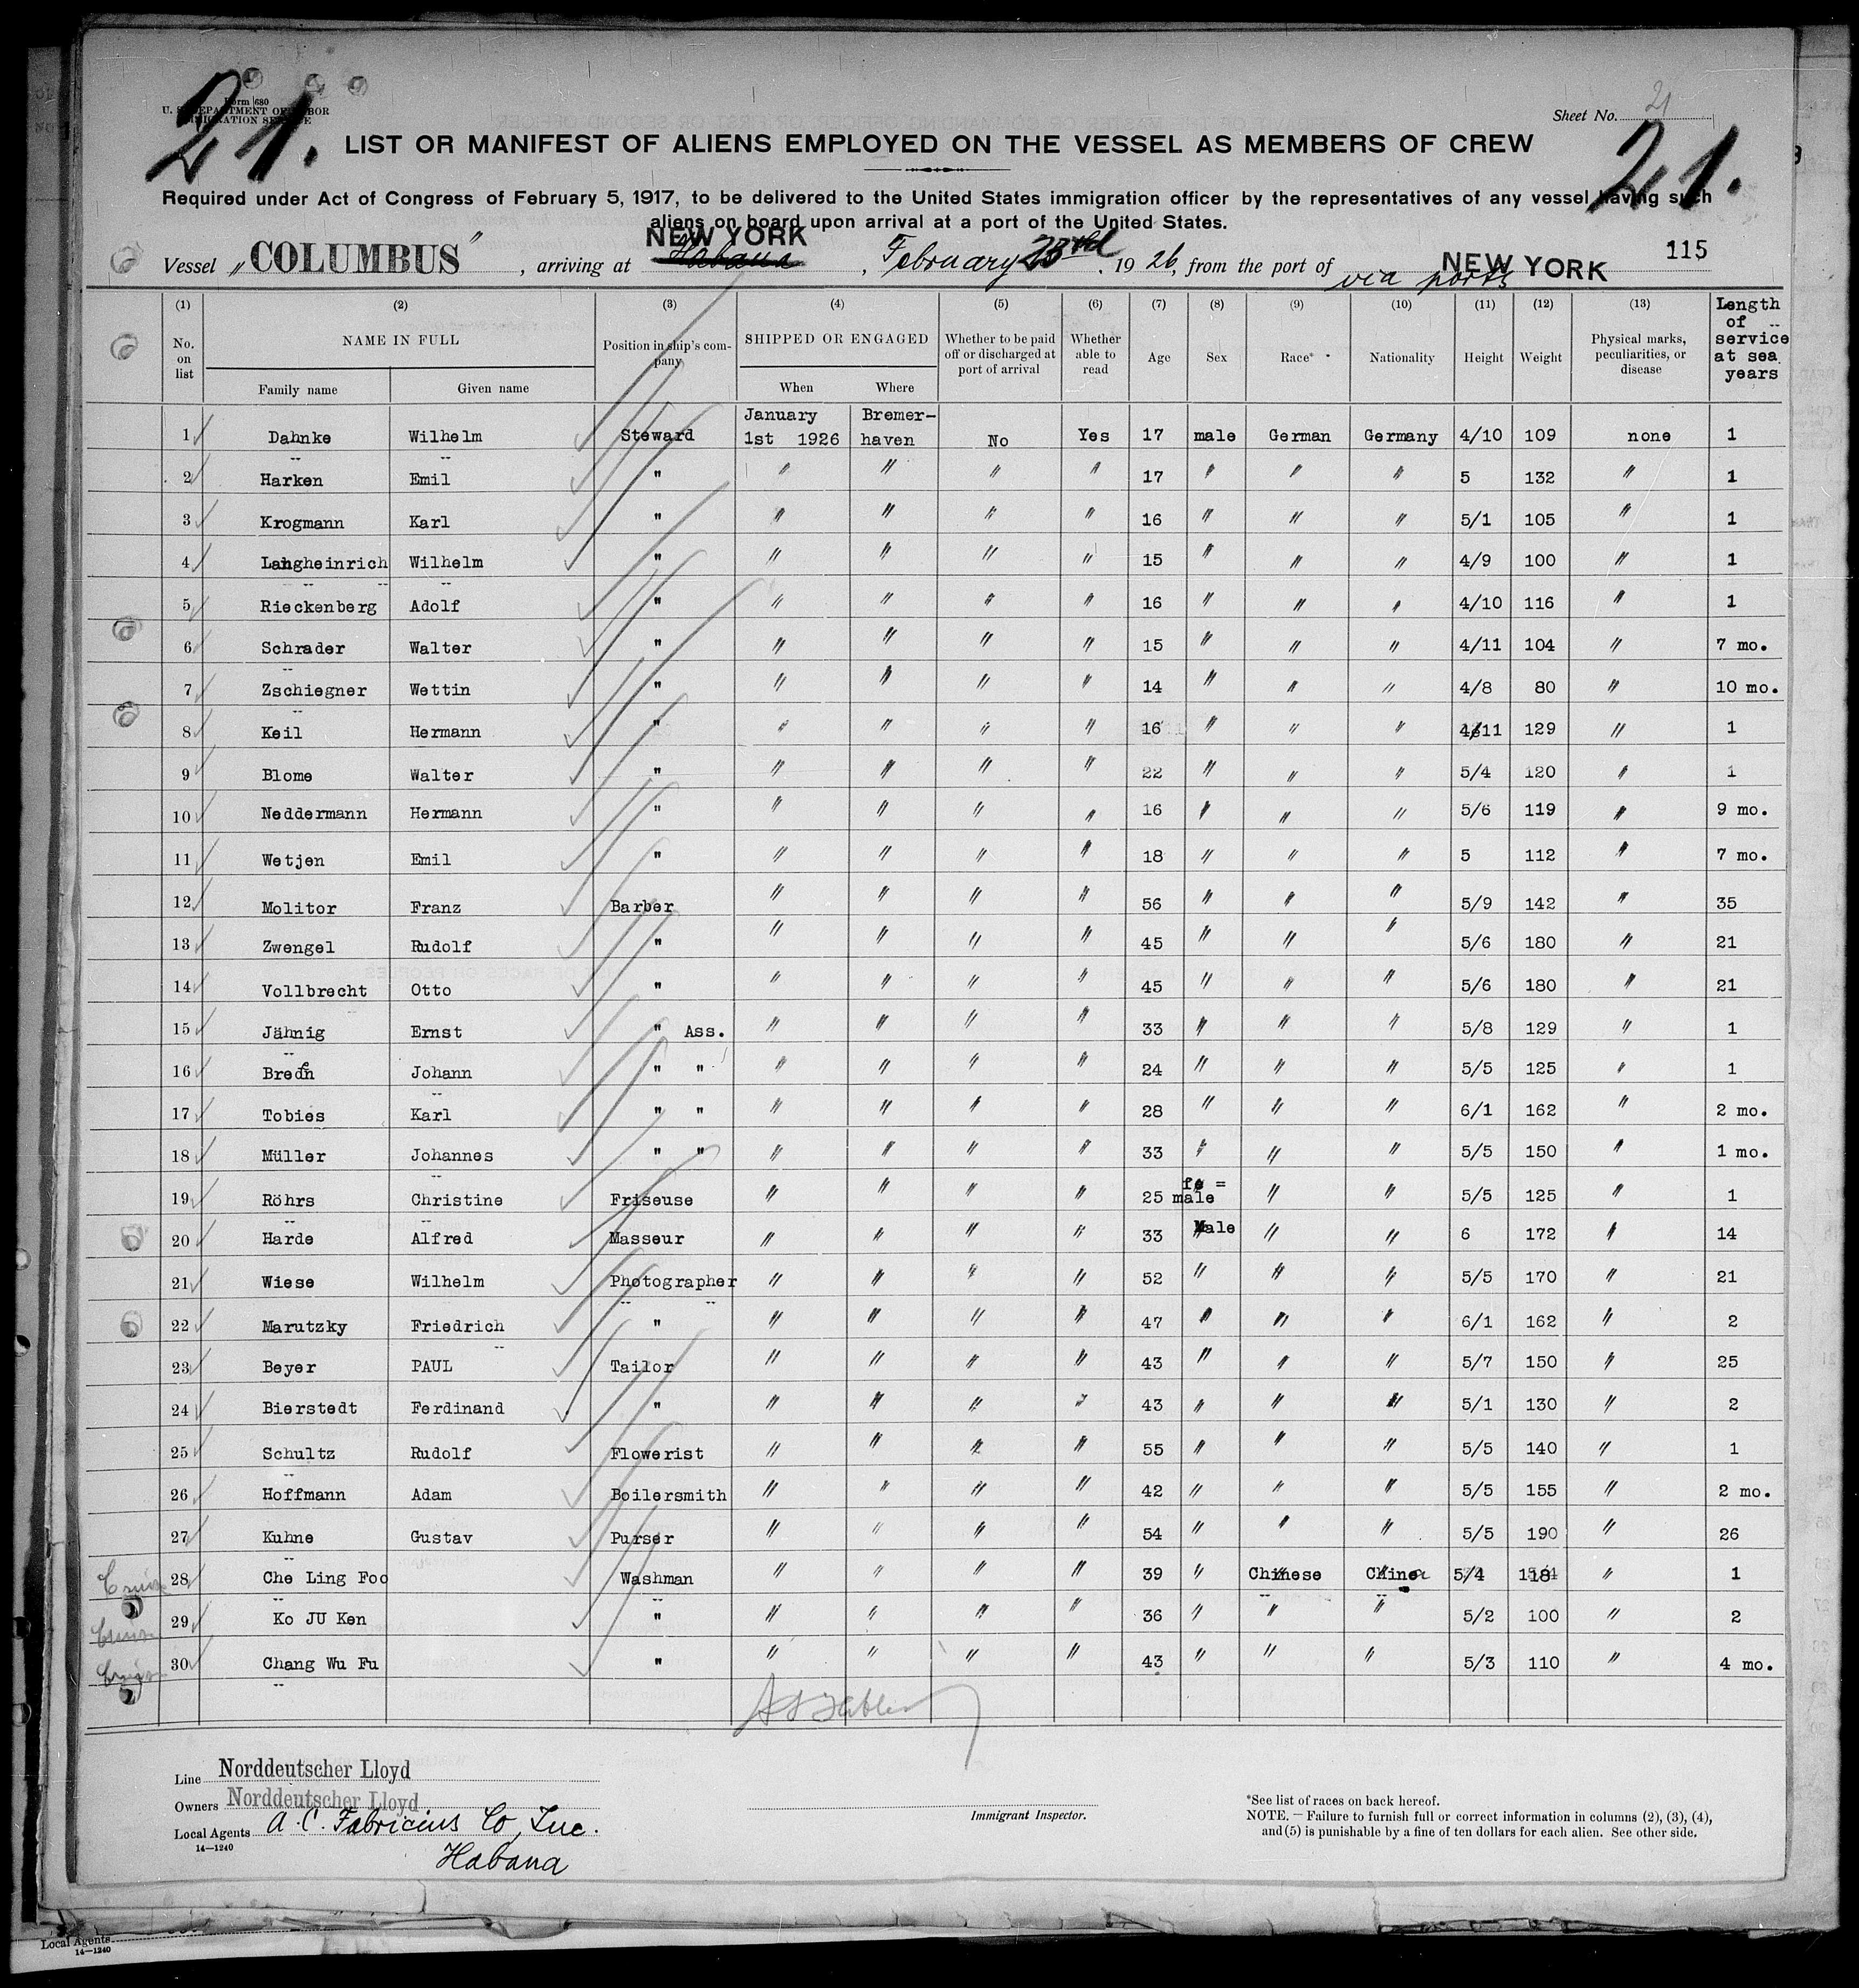 21.
Form 680
U. S. DEPARTMENT OF LABOR
IMMIGRATION SERVICE
Sheet No. 21
21.
LIST OR MANIFEST OF ALIENS EMPLOYED ON THE VESSEL AS MEMBERS OF CREW
Required under Act of Congress of February 5, 1917, to be delivered to the United States immigration officer by the representatives of any vessel having such
aliens on board upon arrival at a port of the United States.
Vessel „COLUMBUS" , arriving at Habana NEW YORK , February 23rd , 1926, from the port of NEW YORK via ports 115
(1) (2) (3) (4) (5) (6) (7) (8) (9) (10) (11) (12) (13) Length of service at sea years
No. on list NAME IN FULL Position in ship's company SHIPPED OR ENGAGED Whether to be paid off or discharged at port of arrival Whether able to read Age Sex Race* Nationality Height Weight Physical marks, peculiarities, or disease
Family name Given name When Where
1 Dahnke Wilhelm Steward January 1st 1926 Bremerhaven No Yes 17 male German Germany 4/10 109 none 1
2 Harken Emil " " " " " 17 " " " 5 132 " 1
3 Krogmann Karl " " " " " 16 " " " 5/1 105 " 1
4 Langheinrich Wilhelm " " " " " 15 " " " 4/9 100 " 1
5 Rieckenberg Adolf " " " " " 16 " " " 4/10 116 " 1
6 Schrader Walter " " " " " 15 " " " 4/11 104 " 7 mo.
7 Zschiegner Wettin " " " " " 14 " " " 4/8 80 " 10 mo.
8 Keil Hermann " " " " " 16 " " " 4/11 129 " 1
9 Blome Walter " " " " " 22 " " " 5/4 120 " 1
10 Neddermann Hermann " " " " " 16 " " " 5/6 119 " 9 mo.
11 Wetjen Emil " " " " " 18 " " " 5 112 " 7 mo.
12 Molitor Franz Barber " " " " 56 " " " 5/9 142 " 35
13 Zwengel Rudolf " " " " " 45 " " " 5/6 180 " 21
14 Vollbrecht Otto " " " " " 45 " " " 5/6 180 " 21
15 Jähnig Ernst " Ass. " " " " 33 " " " 5/8 129 " 1
16 Johann " " " " " " 24 " " " 5/5 125 " 1
17 Tobies Karl " " " " " " 28 " " " 6/1 162 " 2 mo.
18 Müller Johannes " " " " " " 33 " " " 5/5 150 " 1 mo.
19 Röhrs Christine Friseuse " " " " 25 fe=male " " 5/5 125 " 1
20 Harde Alfred Masseur " " " " 33 Male " " 6 172 " 14
21 Wiese Wilhelm Photographer " " " " 52 " " " 5/5 170 " 21
22 Marutzky Friedrich " " " " " 47 " " " 6/1 162 " 2
23 Beyer PAUL Tailor " " " " 43 " " " 5/7 150 " 25
24 Bierstedt Ferdinand " " " " " 43 " " " 5/1 130 " 2
25 Schultz Rudolf Flowerist " " " " 55 " " " 5/5 140 " 1
26 Hoffmann Adam Boilersmith " " " " 42 " " " 5/5 155 " 2 mo.
27 Kuhne Gustav Purser " " " " 54 " " " 5/5 190 " 26
28 Che Ling Foo Washman " " " " 39 " Chinese China 5/4 " 1
29 Ko JU Ken " " " " " 36 " " " 5/2 100 " 2
30 Chang Wu Fu " " " " " 43 " " " 5/3 110 " 4 mo.
Line Norddeutscher Lloyd
Owners Norddeutscher Lloyd
Local Agents A. C. Fabricius Co, Inc.
14—1240
Habana
Immigrant Inspector.
*See list of races on back hereof.
NOTE. — Failure to furnish full or correct information in columns (2), (3), (4),
and (5) is punishable by a fine of ten dollars for each alien. See other side.
Local Agents
14—1240